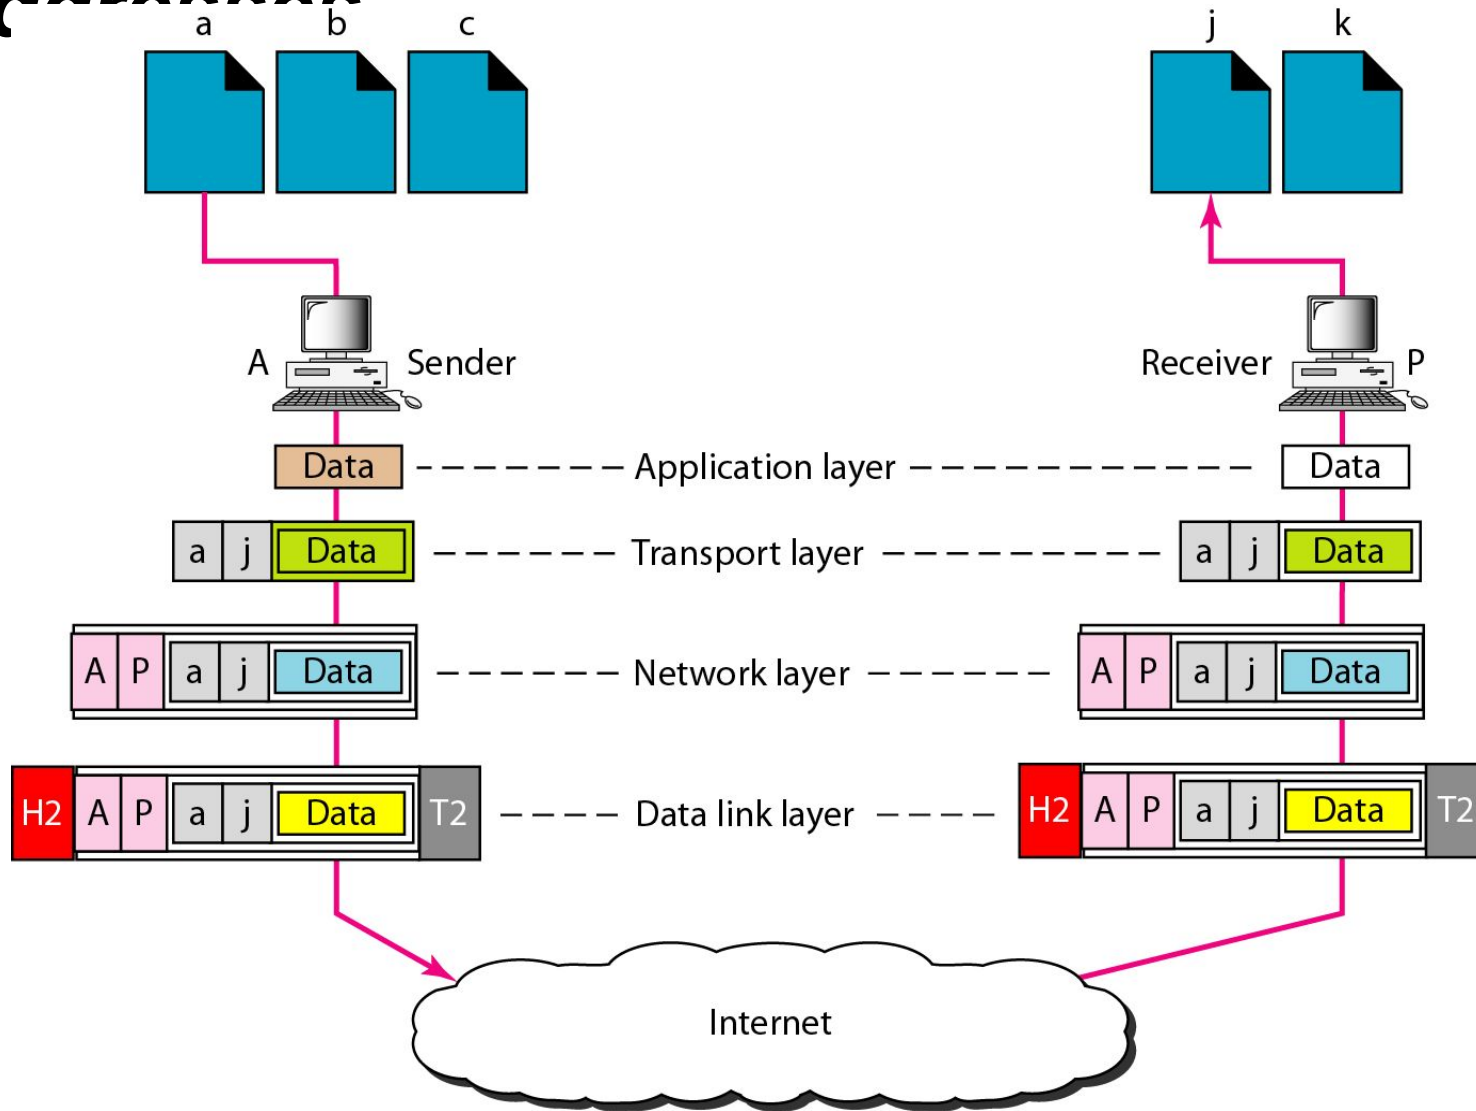 a b c j k
A Sender Receiver P
Data Application layer Data
a j Data Transport layer a j Data
A P a j Data Network layer A P a j Data
H2 A P a j Data T2 Data link layer H2 A P a j Data T2
Internet